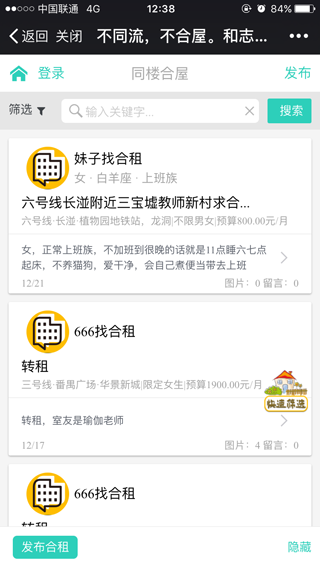 中国联通 4G 12:38 84%
返回 关闭 不同流，不合屋。和志...
登录 同楼合屋 发布
筛选 输入关键字... 搜索
妹子找合租
女 · 白羊座 · 上班族
六号线长湴附近三宝墟教师新村求合...
六号线·长湴·植物园地铁站，龙洞|不限男女|预算800.00元/月
女，正常上班族，不加班到很晚的话就是11点睡六七点
起床，不养猫狗，爱干净，会自己煮便当带去上班
12/21 图片：0 留言：0
666找合租
转租
三号线·番禺广场·华景新城|限定女生|预算1900.00元/月
快速筛选
转租，室友是瑜伽老师
12/17 图片：4 留言：0
666找合租
转租
发布合租 隐藏